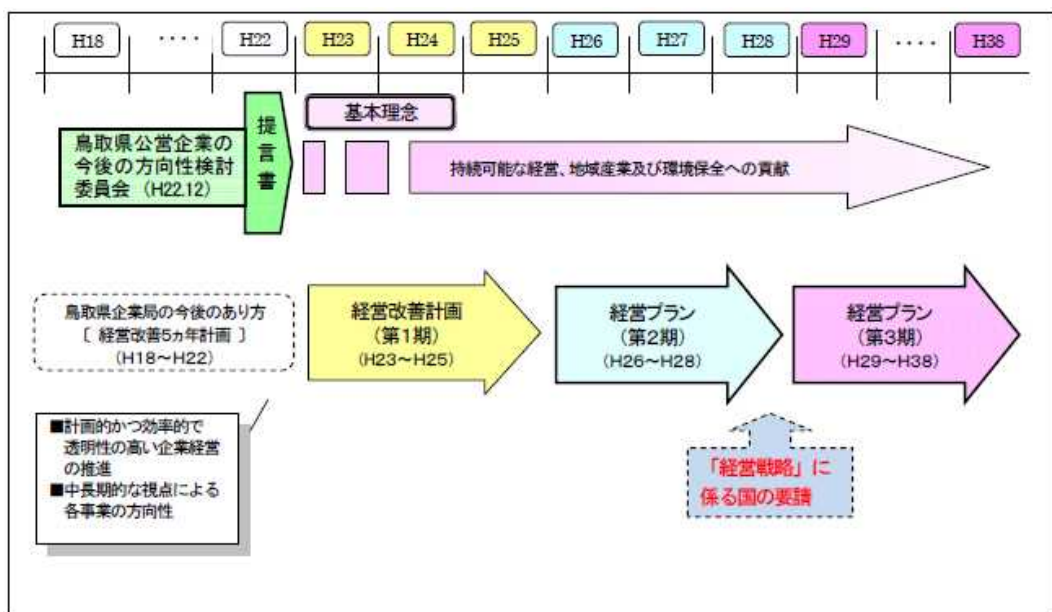 H18
････
H22
H23
H24
H25
H26
H27
H28
H29
････
H38
鳥取県公営企業の
今後の方向性検討
委員会（H22.12）
提
言
書
基本理念
持続可能な経営、地域産業及び環境保全への貢献
鳥取県企業局の今後のあり方
〔 経営改善5ヵ年計画 〕
（H18～H22）
経営改善計画
（第1期）
（H23～H25）
経営プラン
（第2期）
（H26～H28）
経営プラン
（第3期）
（H29～H38）
■計画的かつ効率的で
透明性の高い企業経営
の推進
■中長期的な視点による
各事業の方向性
「経営戦略」に
係る国の要請